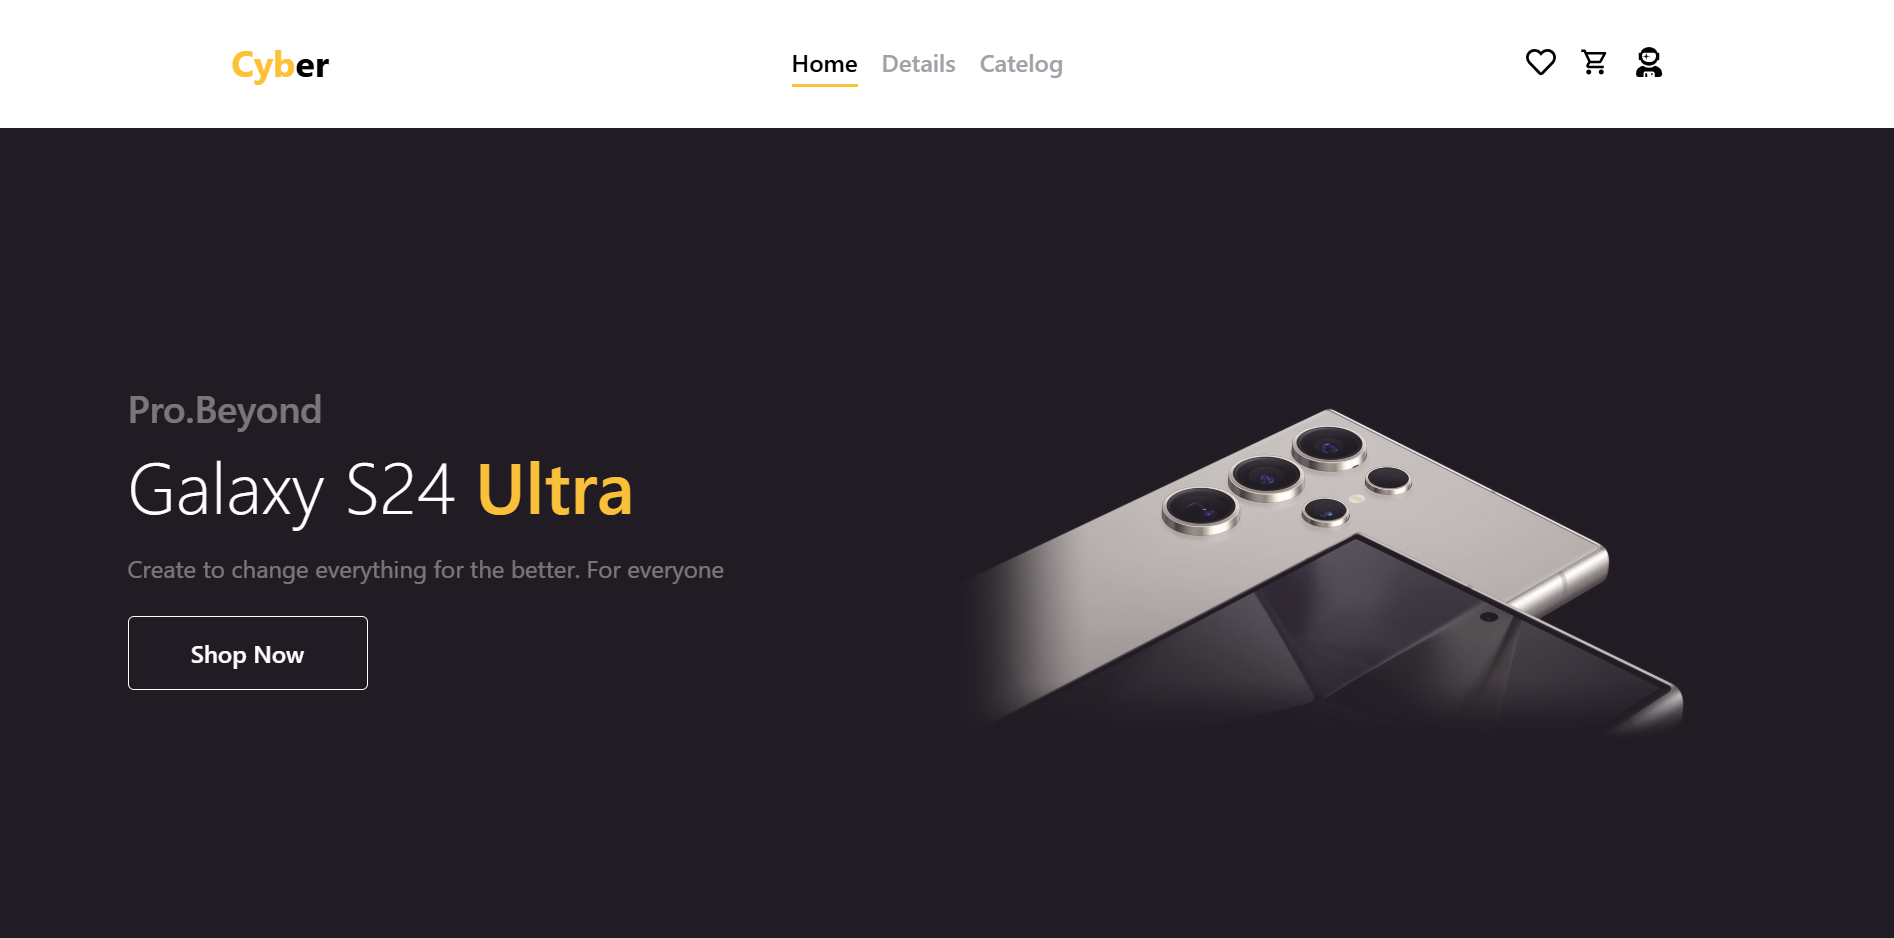 Cyber
Home Details Catelog
Pro.Beyond
Galaxy S24 Ultra
Create to change everything for the better. For everyone
Shop Now